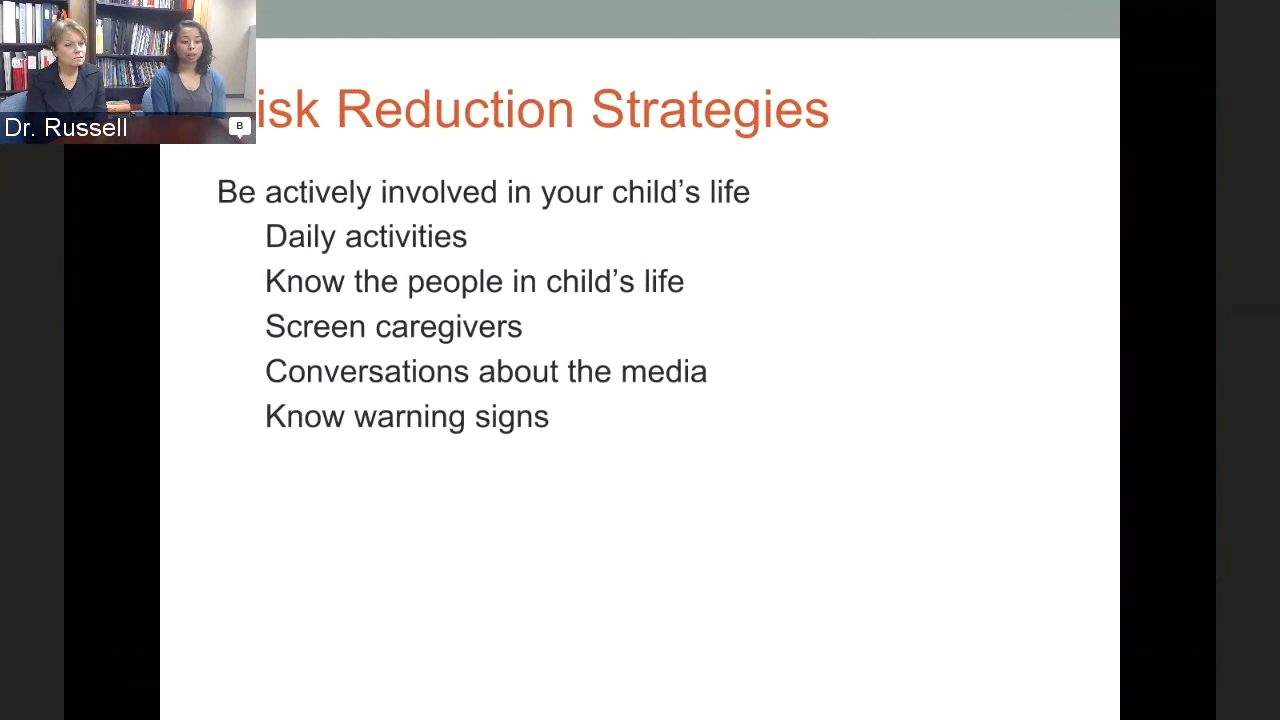 isk Reduction Strategies
Dr. Russell
B
Be actively involved in your child’s life
Daily activities
Know the people in child’s life
Screen caregivers
Conversations about the media
Know warning signs